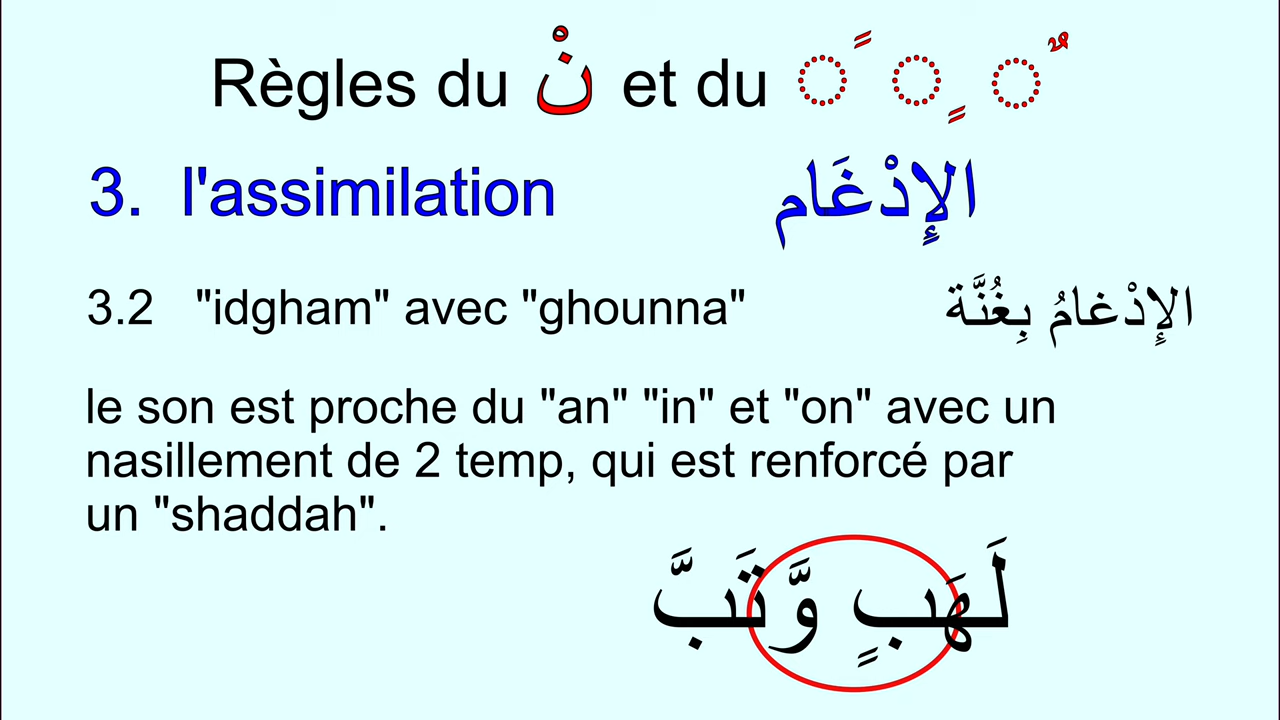 Règles du نْ et du ◌ً ◌ٍ ◌ٌ
3. l'assimilation الإِدْغَام
3.2 "idgham" avec "ghounna" الإِدْغامُ بِغُنَّة
le son est proche du "an" "in" et "on" avec un
nasillement de 2 temp, qui est renforcé par
un "shaddah".
لَهَبٍ وَّتَبَّ